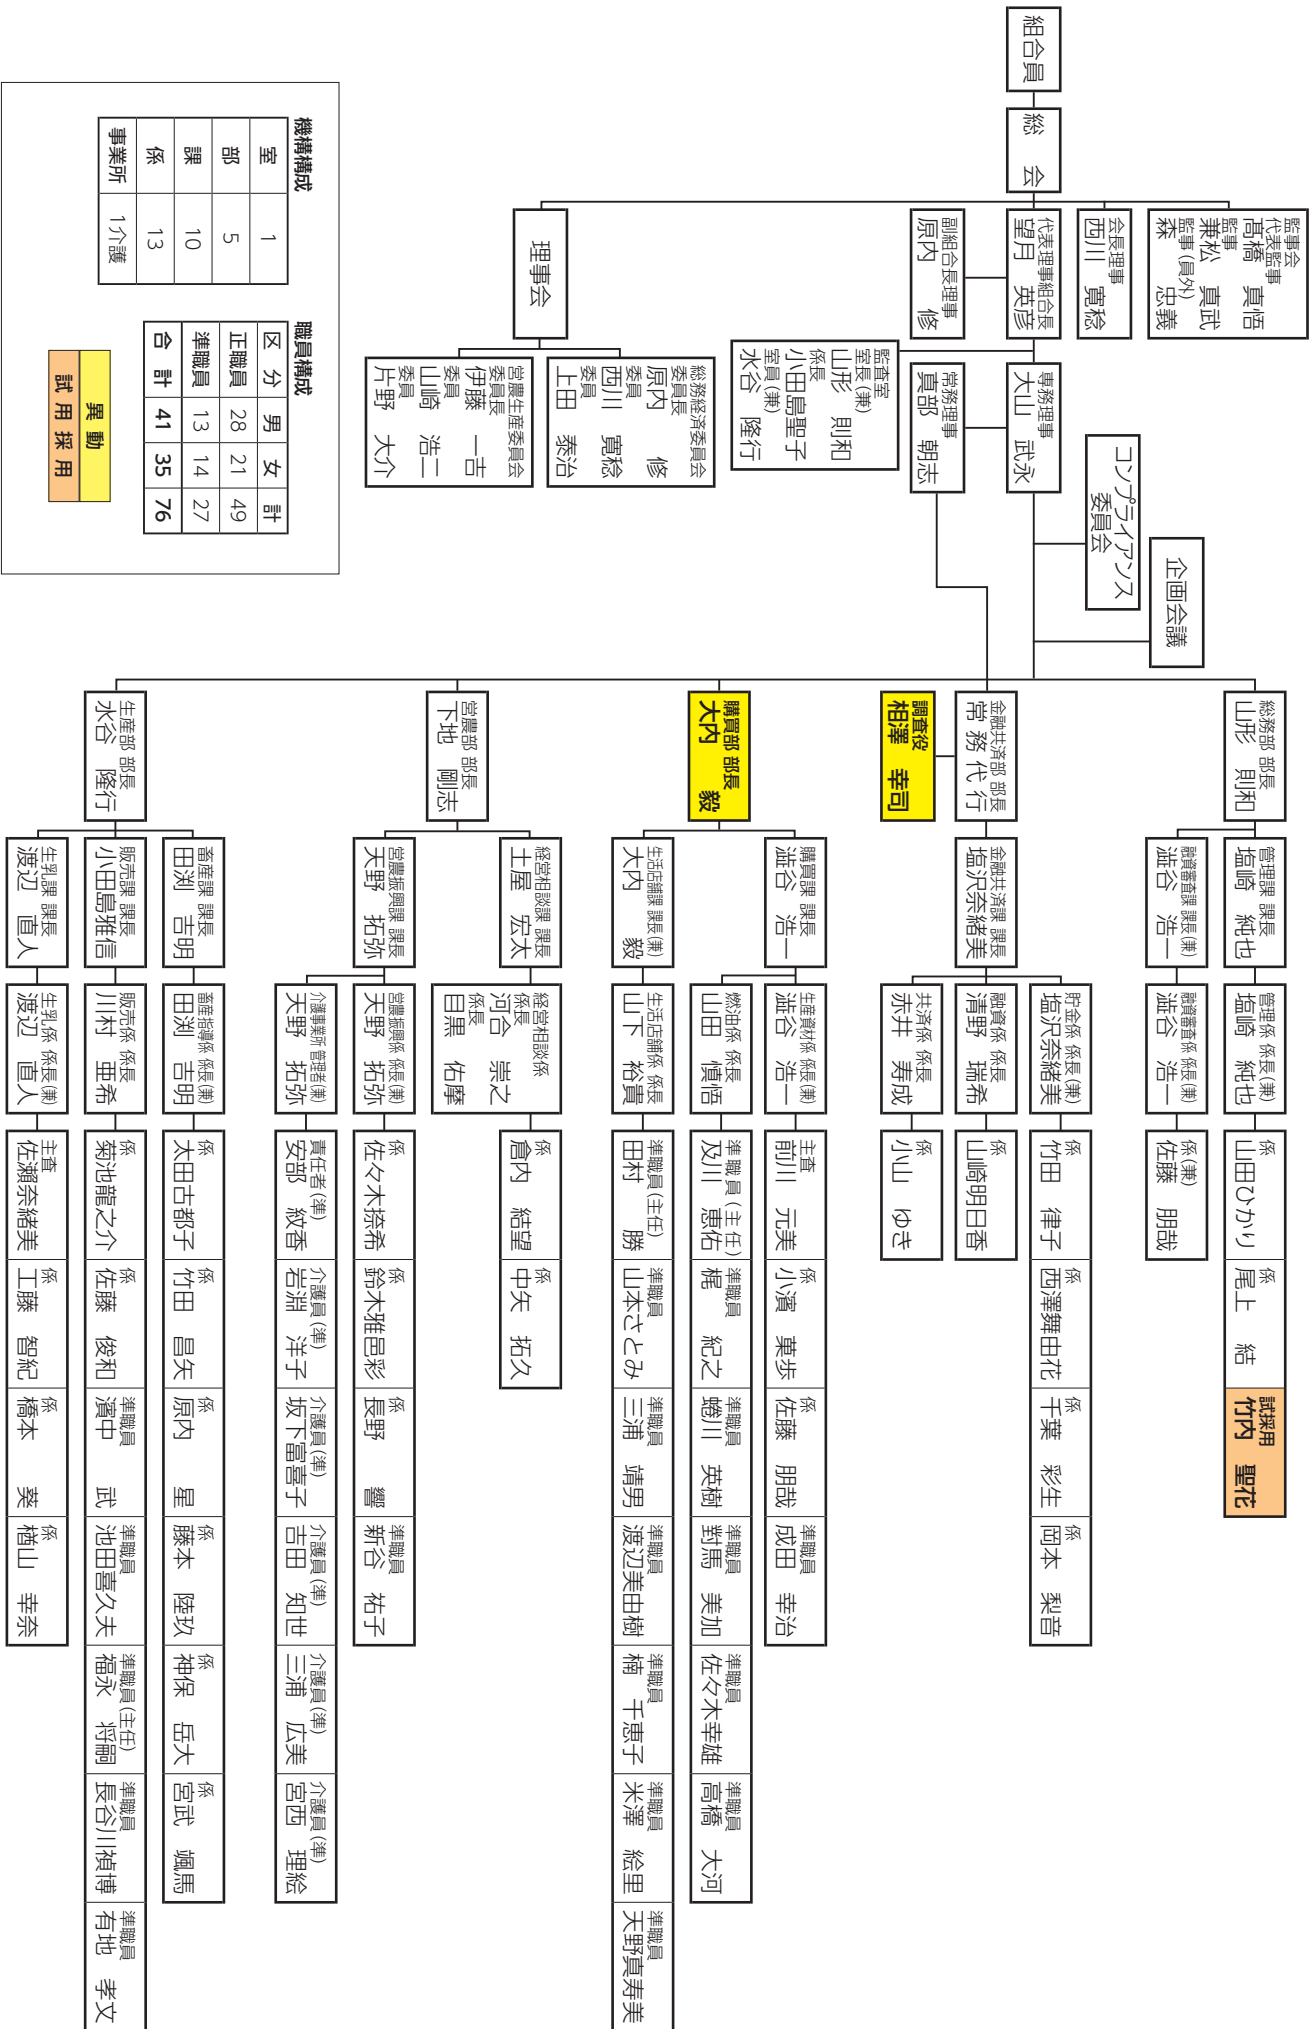 組合員
総　会
監事会
代表監事
髙橋　真悟
監事
兼松　真武
監事（員外）
森　　忠義
会長理事
西川　寛稔
代表理事組合長
望月　英彦
副組合長理事
原内　　修
専務理事
大山　武永
常務理事
真部　朝志
監査室
室長（兼）
山形　則和
係長
小田島聖子
室員（兼）
水谷　隆行
理事会
総務経済委員会
委員長
原内　　修
委員
西川　寛稔
委員
上田　泰治
営農生産委員会
委員長
伊藤　一吉
委員
山崎　浩二
委員
片野　大介
コンプライアンス
委員会
企画会議
総務部 部長
山形　則和
管理課 課長
塩崎　純也
管理係 係長（兼）
塩崎　純也
係
山田ひかり
係
尾上　　結
試採用
竹内　聖花
融資審査課 課長（兼）
澁谷　浩一
融資審査係 係長（兼）
澁谷　浩一
係（兼）
佐藤　朋哉
金融共済部 部長
常務代行
調査役
相澤　幸司
金融共済課 課長
塩沢奈緒美
貯金係 係長（兼）
塩沢奈緒美
係
竹田　律子
係
西澤舞由花
係
千葉　彩生
係
岡本　梨音
融資係 係長
清野　瑞希
係
山崎明日香
共済係 係長
赤井　寿成
係
小山　ゆき
購買部 部長
大内　　毅
購買課 課長
澁谷　浩一
生産資材係 係長（兼）
澁谷　浩一
主査
前川　元美
係
小濱　菓歩
係
佐藤　朋哉
準職員
成田　幸治
燃油係 係長
山田　慎悟
準職員（主任）
及川　恵佑
準職員
梶　　紀之
準職員
蜷川　英樹
準職員
對馬　美加
準職員
佐々木幸雄
準職員
高橋　大河
生活店舗課 課長（兼）
大内　　毅
生活店舗係 係長
山下　裕貴
準職員（主任）
田村　　勝
準職員
山本さとみ
準職員
三浦　靖男
準職員
渡辺美由樹
準職員
楠　千恵子
準職員
米澤　絵里
準職員
天野真寿美
営農部 部長
下地　剛志
経営相談課 課長
土屋　宏太
経営相談係
係長
河合　崇之
係長
目黒　佑摩
係
倉内　結望
係
中矢　拓久
営農振興課 課長
天野　拓弥
営農振興係 係長（兼）
天野　拓弥
係
佐々木捺希
係
鈴木雅邑彩
係
長野　　響
準職員
新谷　祐子
介護事業所 管理者（兼）
天野　拓弥
責任者（準）
安部　紋香
介護員（準）
岩淵　洋子
介護員（準）
坂下富喜子
介護員（準）
吉田　知世
介護員（準）
三浦　広美
介護員（準）
宮西　理絵
生産部 部長
水谷　隆行
畜産課 課長
田渕　吉明
畜産指導係 係長（兼）
田渕　吉明
係
太田古都子
係
竹田　昌矢
係
原内　　星
係
藤本　陸玖
係
神保　岳大
係
宮武　颯馬
販売課 課長
小田島雅信
販売係 係長
川村　亜希
係
菊池龍之介
係
佐藤　俊和
準職員
濱中　　武
準職員
池田喜久夫
準職員（主任）
福永　将嗣
準職員
長谷川禎博
準職員
有地　孝文
生乳課 課長
渡辺　直人
生乳係 係長（兼）
渡辺　直人
主査
佐瀬奈緒美
係
工藤　智紀
係
橋本　　葵
係
楢山　幸奈
機構構成
室　1
部　5
課　10
係　13
事業所　1介護
職員構成
区　分　男　女　計
正職員　28　21　49
準職員　13　14　27
合　計　41　35　76
異動
試用採用